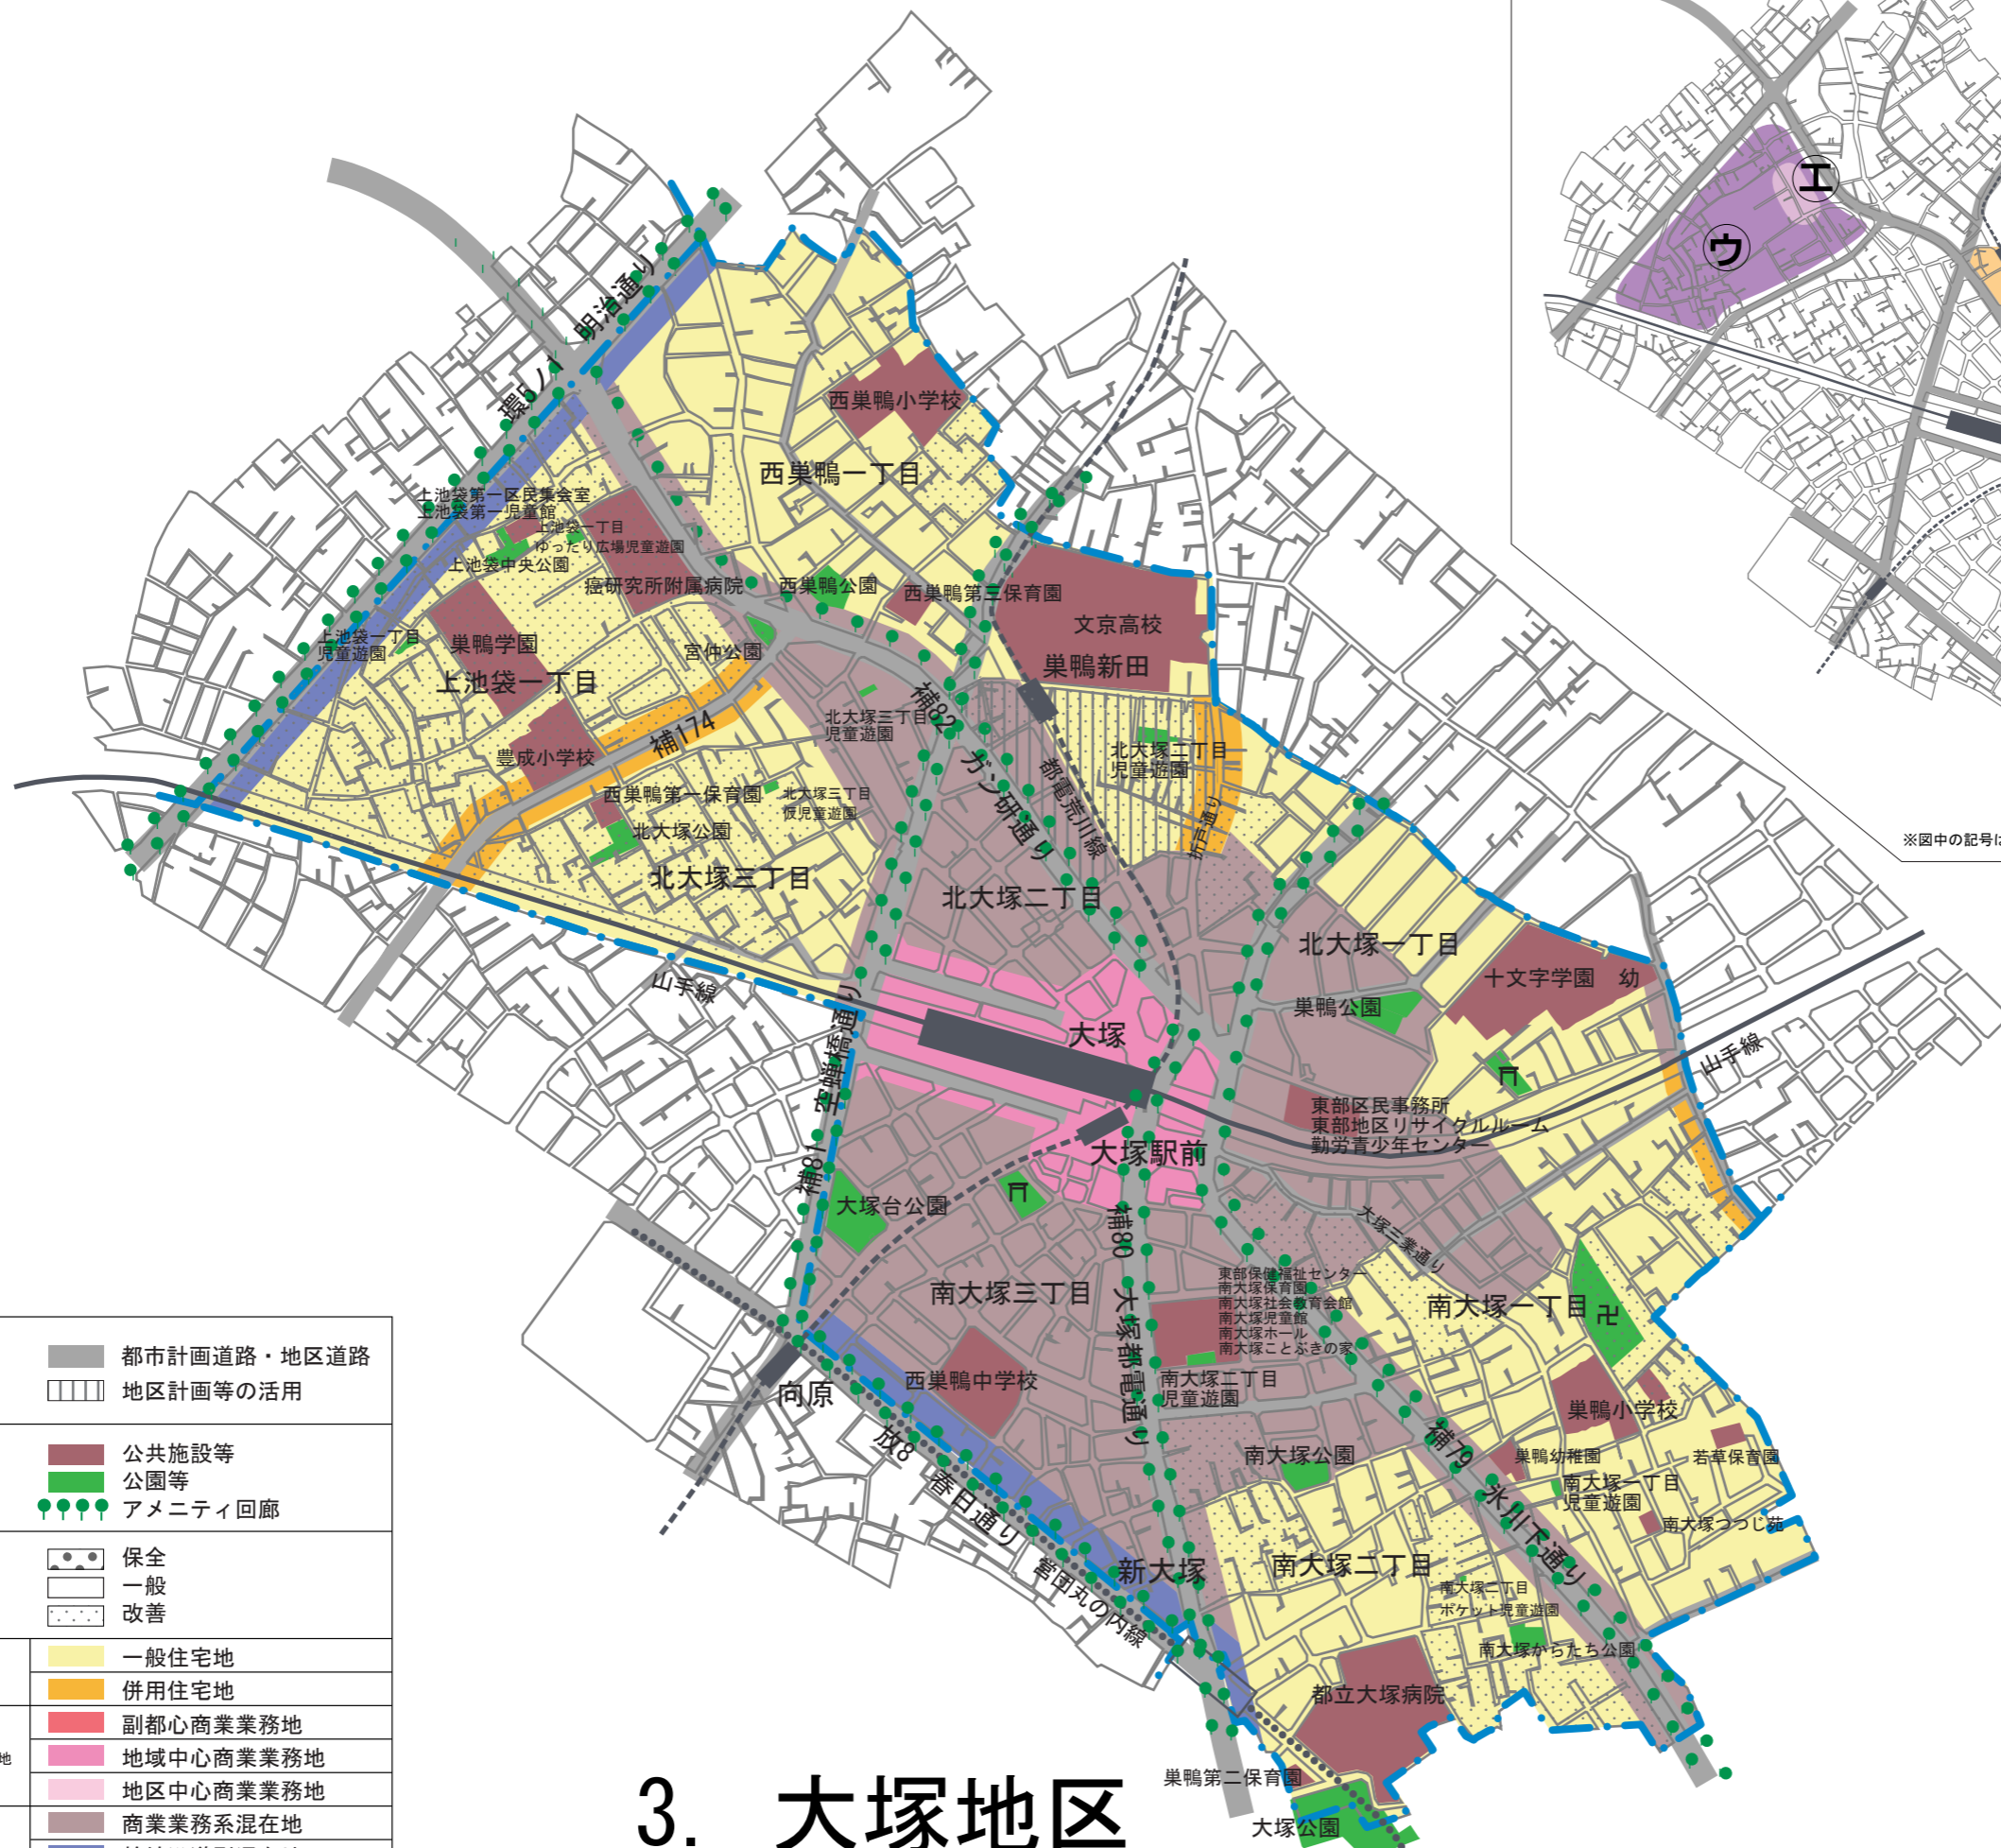 エ
ウ
※図中の記号は
明治通り
環5ノ1
西巣鴨小学校
西巣鴨一丁目
上池袋第一区民集会室
上池袋第一児童館
上池袋一丁目
ゆったり広場児童遊園
上池袋中央公園
癌研究所附属病院
西巣鴨公園
西巣鴨第三保育園
文京高校
巣鴨新田
上池袋一丁目
児童遊園
巣鴨学園
宮仲公園
上池袋一丁目
補82
北大塚三丁目
児童遊園
補174
豊成小学校
ガン研通り
都電荒川線
北大塚二丁目
児童遊園
折戸通り
西巣鴨第一保育園
北大塚三丁目
仮児童遊園
北大塚公園
北大塚三丁目
北大塚二丁目
北大塚一丁目
十文字学園 幼
山手線
巣鴨公園
大塚
山手線
補81 空蝉橋通り
東部区民事務所
東部地区リサイクルルーム
勤労青少年センター
大塚駅前
大塚台公園
補80 大塚都電通り
大塚三業通り
東部保健福祉センター
南大塚保育園
南大塚社会教育会館
南大塚児童館
南大塚ホール
南大塚ことぶきの家
南大塚三丁目
南大塚一丁目
卍
向原
西巣鴨中学校
南大塚二丁目
児童遊園
巣鴨小学校
放8 春日通り
南大塚公園
補79 氷川下通り
巣鴨幼稚園
若草保育園
南大塚一丁目
児童遊園
南大塚つつじ苑
新大塚
営団丸の内線
南大塚二丁目
南大塚二丁目
ポケット児童遊園
南大塚からたち公園
都立大塚病院
巣鴨第二保育園
大塚公園
都市計画道路・地区道路
地区計画等の活用
公共施設等
公園等
アメニティ回廊
保全
一般
改善
一般住宅地
併用住宅地
副都心商業業務地
地域中心商業業務地
地
地区中心商業業務地
商業業務系混在地
3. 大塚地区